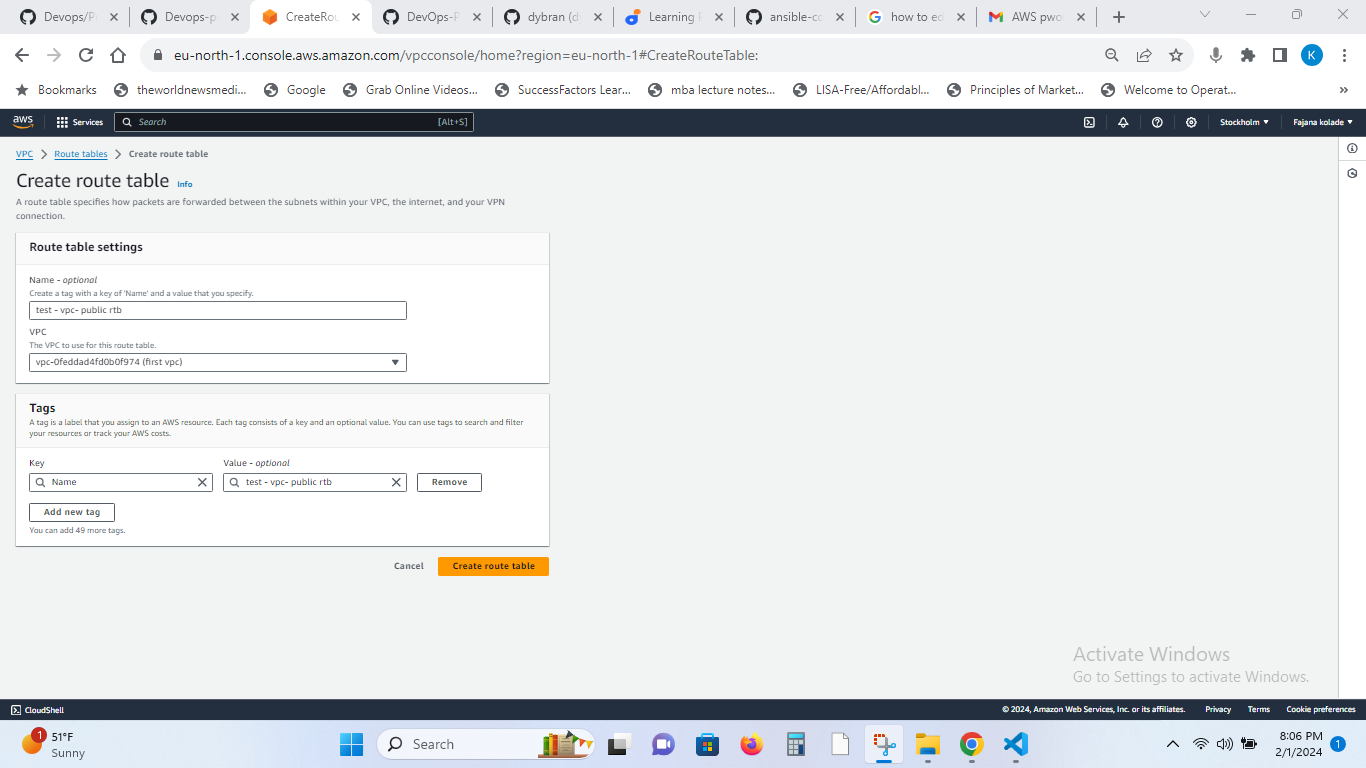 Devops/P
Devops-p
CreateRou
DevOps-P
dybran (dy
Learning P
ansible-co
how to ed
AWS pwo
eu-north-1.console.aws.amazon.com/vpcconsole/home?region=eu-north-1#CreateRouteTable:
K
Bookmarks
theworldnewsmedi...
Google
Grab Online Videos...
SuccessFactors Lear...
mba lecture notes...
LISA-Free/Affordabl...
Principles of Market...
Welcome to Operat...
»
aws
Services
Search
[Alt+S]
Stockholm
Fajana kolade
VPC
Route tables
Create route table
Create route table
Info
A route table specifies how packets are forwarded between the subnets within your VPC, the internet, and your VPN
connection.
Route table settings
Name - optional
Create a tag with a key of 'Name' and a value that you specify.
test - vpc- public rtb
VPC
The VPC to use for this route table.
vpc-0feddad4fd0b0f974 (first vpc)
Tags
A tag is a label that you assign to an AWS resource. Each tag consists of a key and an optional value. You can use tags to search and filter
your resources or track your AWS costs.
Key
Value - optional
Name
test - vpc- public rtb
Remove
Add new tag
You can add 49 more tags.
Cancel
Create route table
Activate Windows
Go to Settings to activate Windows.
CloudShell
© 2024, Amazon Web Services, Inc. or its affiliates.
Privacy
Terms
Cookie preferences
1
51°F
Sunny
Search
8:06 PM
2/1/2024
1